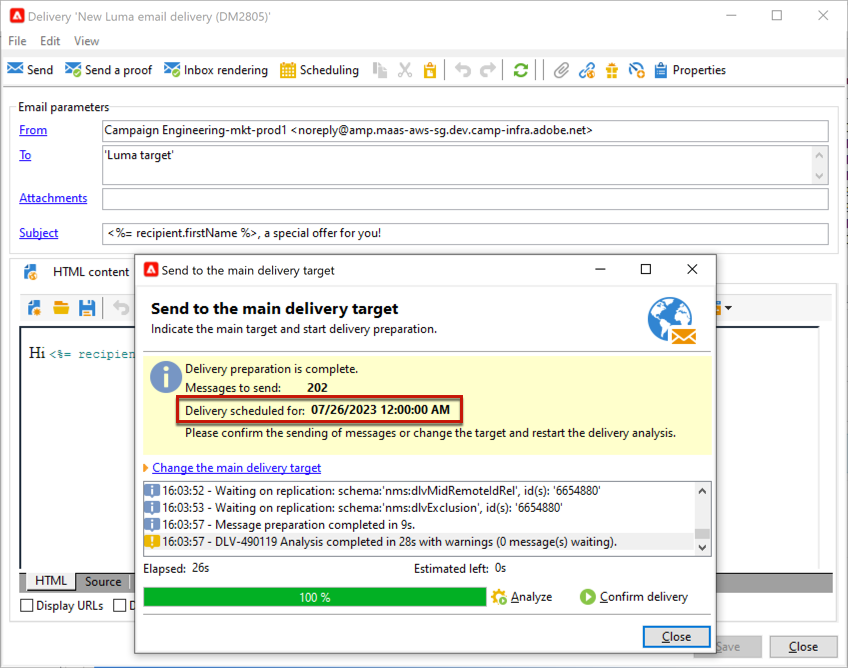 Delivery 'New Luma email delivery (DM2805)'
File Edit View
Send Send a proof Inbox rendering Scheduling Properties
Email parameters
From Campaign Engineering-mkt-prod1 <noreply@amp.maas-aws-sg.dev.camp-infra.adobe.net>
To 'Luma target'
Attachments
Subject <%= recipient.firstName %>, a special offer for you!
HTML content
Send to the main delivery target
Send to the main delivery target
Indicate the main target and start delivery preparation.
Hi <%= recipien
Delivery preparation is complete.
Messages to send: 202
Delivery scheduled for: 07/26/2023 12:00:00 AM
Please confirm the sending of messages or change the target and restart the delivery analysis.
Change the main delivery target
16:03:52 - Waiting on replication: schema:'nms:dlvMidRemoteIdRel', id(s): '6654880'
16:03:53 - Waiting on replication: schema:'nms:dlvExclusion', id(s): '6654880'
16:03:57 - Message preparation completed in 9s.
16:03:57 - DLV-490119 Analysis completed in 28s with warnings (0 message(s) waiting).
Elapsed: 26s Estimated left: 0s
HTML Source
100 % Analyze Confirm delivery
Display URLs D
Close
Save Close